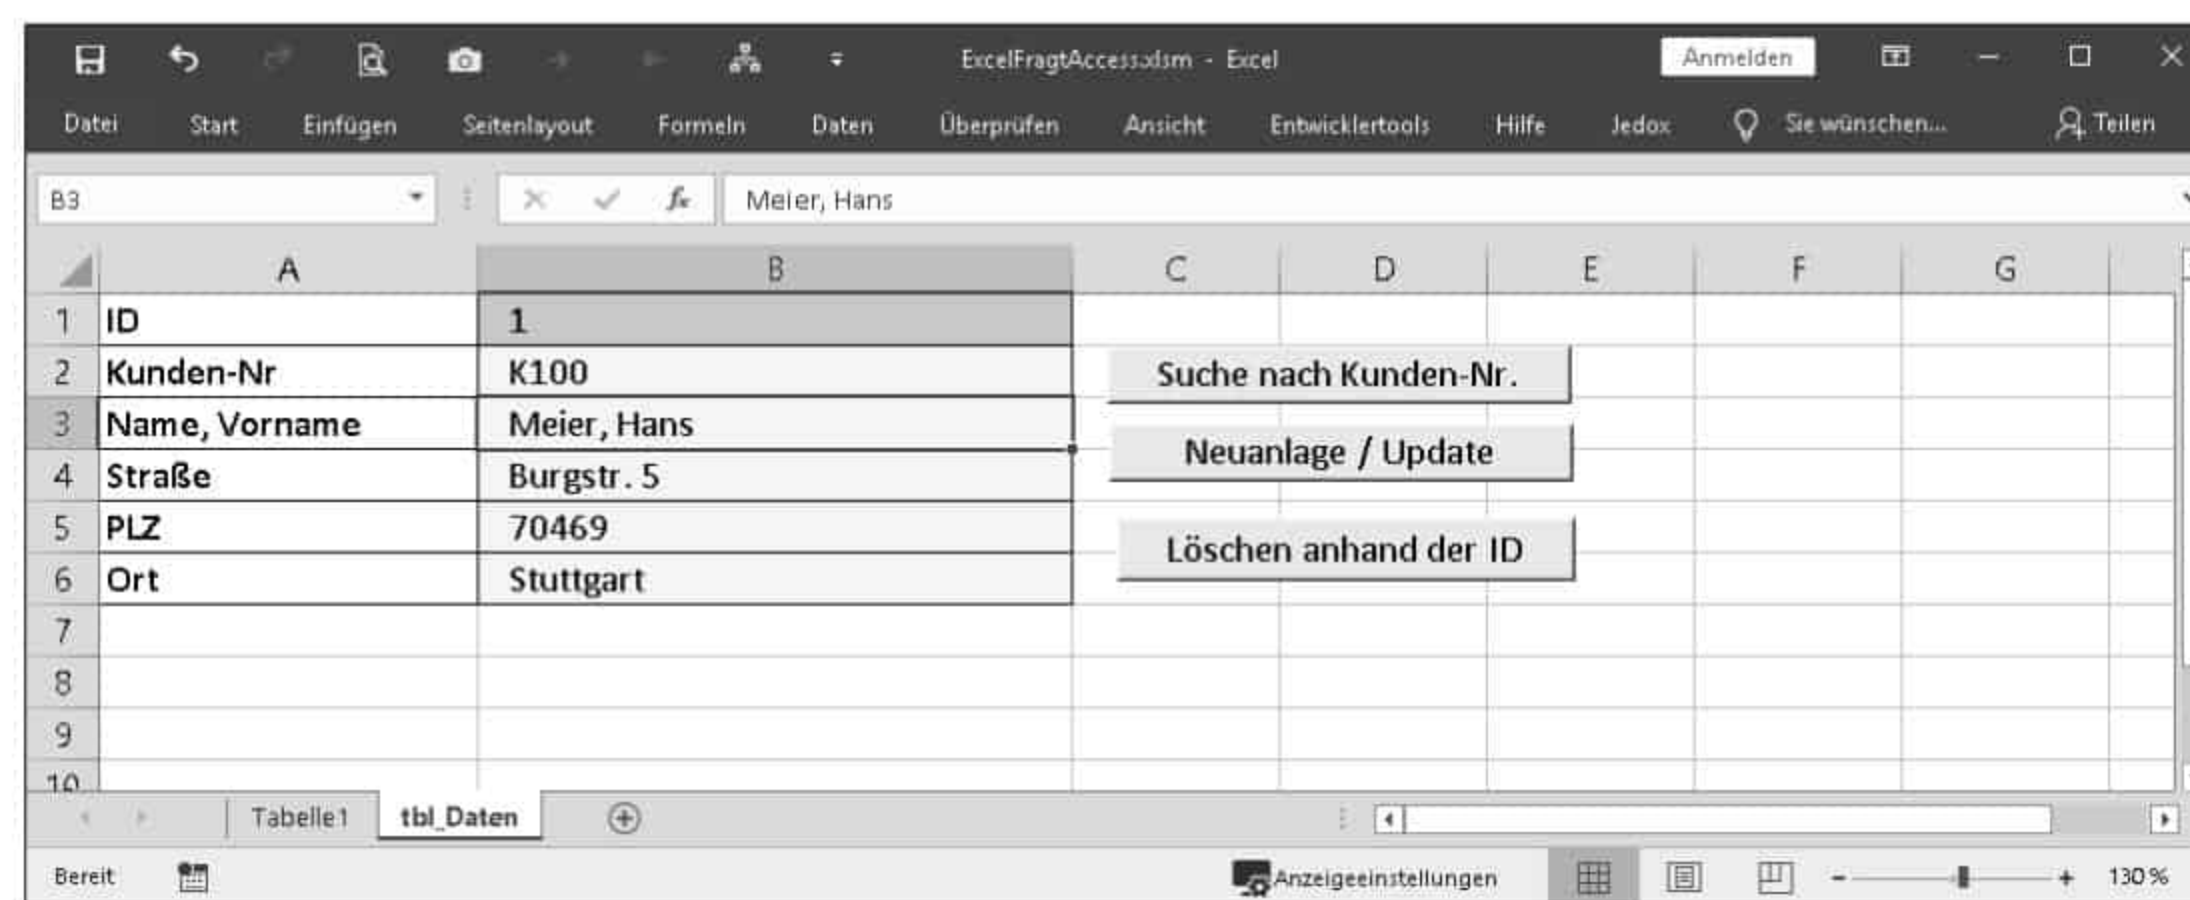 ExcelFragtAccess.xlsm - Excel Anmelden
Datei Start Einfügen Seitenlayout Formeln Daten Überprüfen Ansicht Entwicklertools Hilfe Jedox Sie wünschen... Teilen
B3 fx Meier, Hans
A B C D E F G
1 ID 1
2 Kunden-Nr K100 Suche nach Kunden-Nr.
3 Name, Vorname Meier, Hans
Neuanlage / Update
4 Straße Burgstr. 5
5 PLZ 70469
Löschen anhand der ID
6 Ort Stuttgart
7
8
9
10
Tabelle1 tbl_Daten
Bereit Anzeigeeinstellungen 130 %